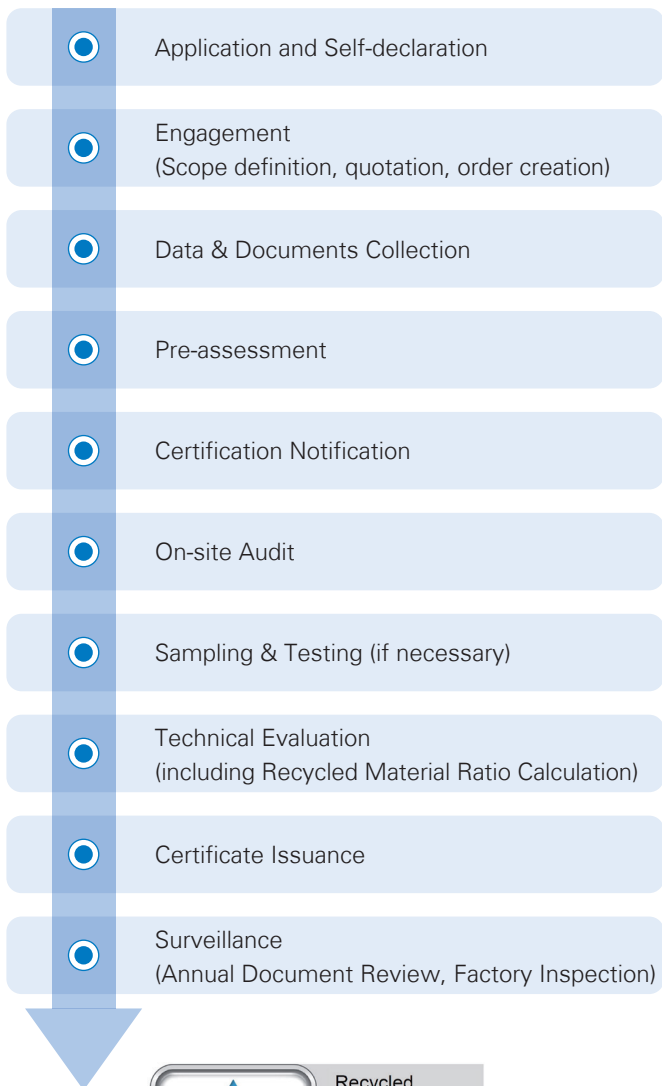 Application and Self-declaration
Engagement
(Scope definition, quotation, order creation)
Data & Documents Collection
Pre-assessment
Certification Notification
On-site Audit
Sampling & Testing (if necessary)
Technical Evaluation
(including Recycled Material Ratio Calculation)
Certificate Issuance
Surveillance
(Annual Document Review, Factory Inspection)
Recycled